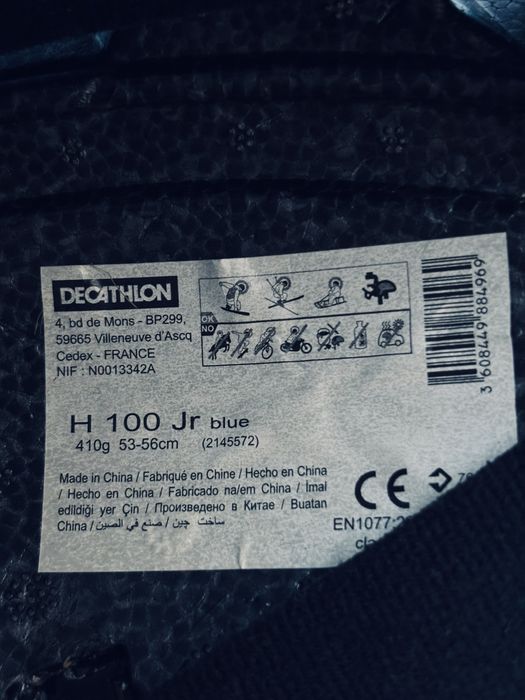 DECATHLON
4, bd de Mons - BP299,
59665 Villeneuve d'Ascq
Cedex - FRANCE
NIF : N0013342A
OK
NO
3 608449 884969
H 100 Jr blue
410g 53-56cm (2145572)
Made in China / Fabriqué en Chine / Hecho en China
/ Hecho en China / Fabricado na/em China / İmal
edildiği yer Çin / Произведено в Китае / Buatan
China / ساخت چین / صنع في الصين
CE
EN1077: